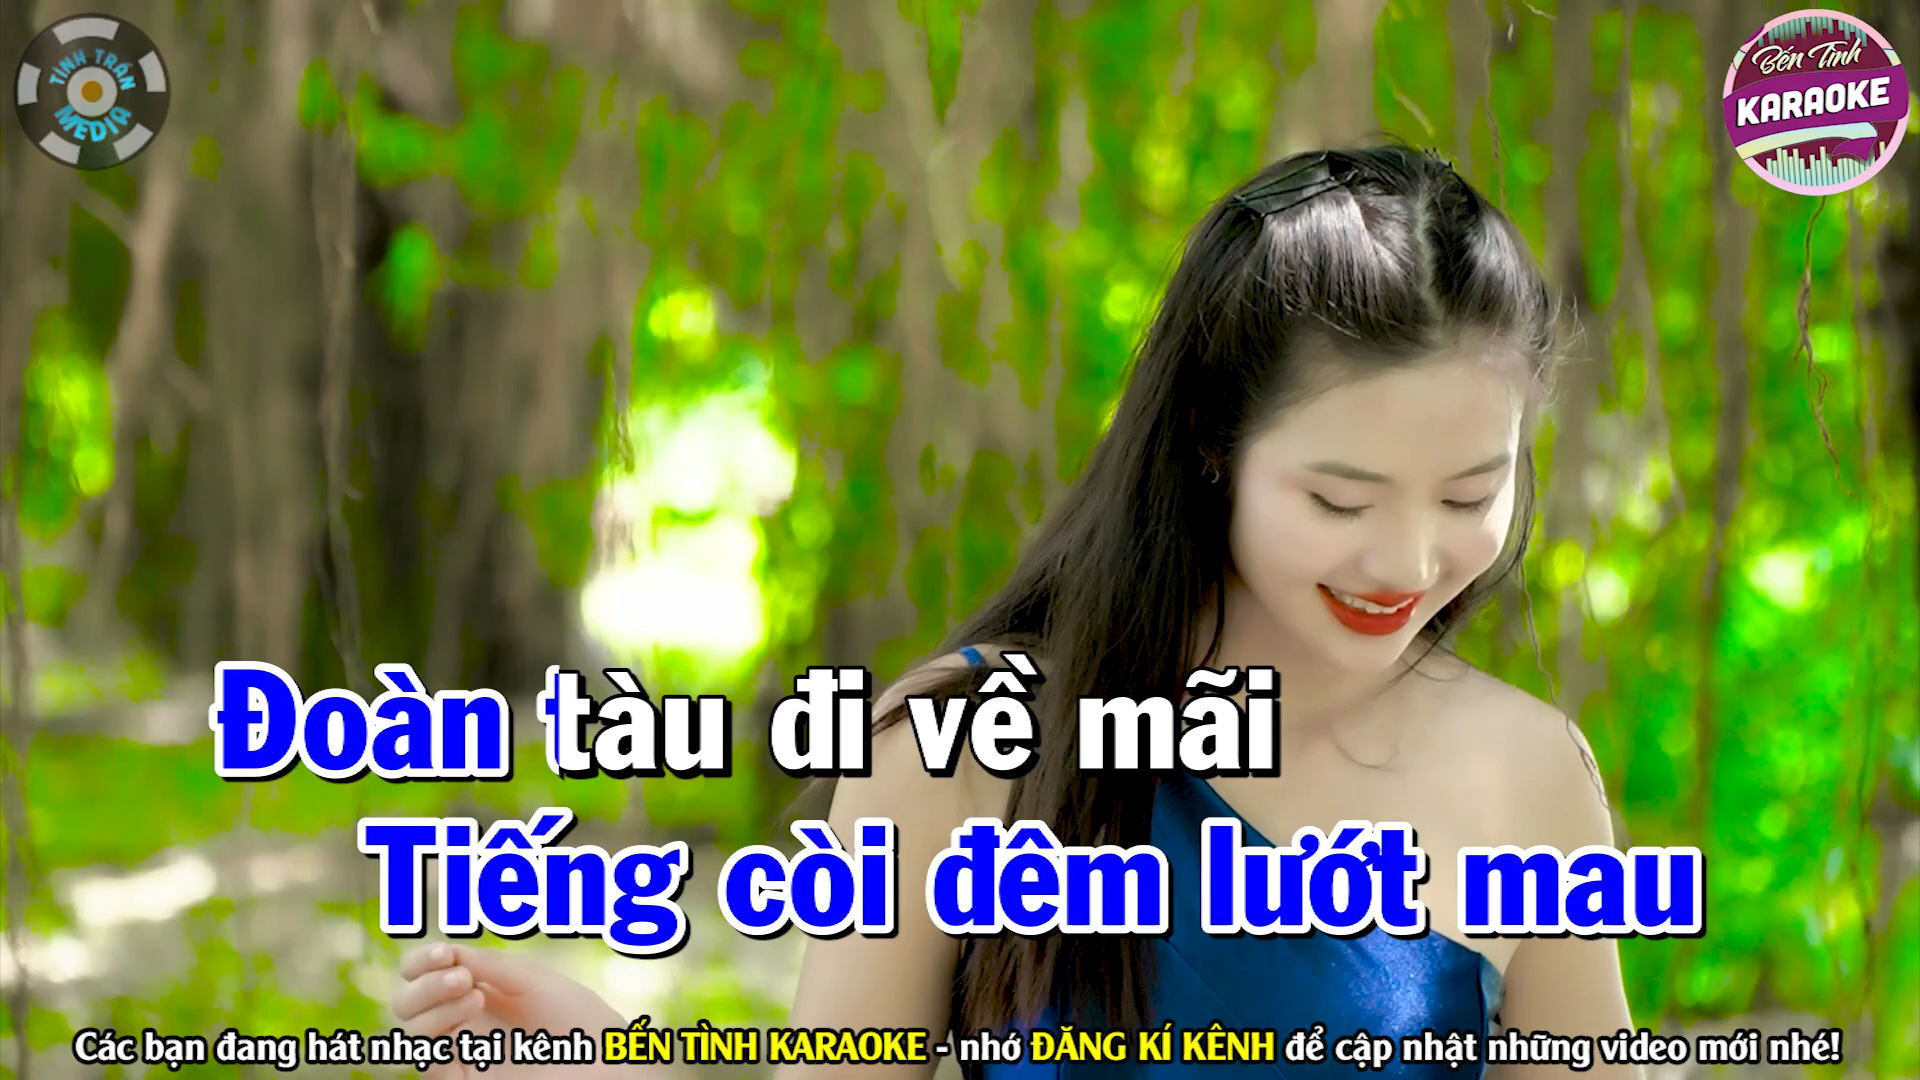 TÌNH TRẦN
MEDIA
Bến Tình
KARAOKE
Đoàn tàu đi về mãi
Tiếng còi đêm lướt mau
Các bạn đang hát nhạc tại kênh BẾN TÌNH KARAOKE - nhớ ĐĂNG KÍ KÊNH để cập nhật những video mới nhé!